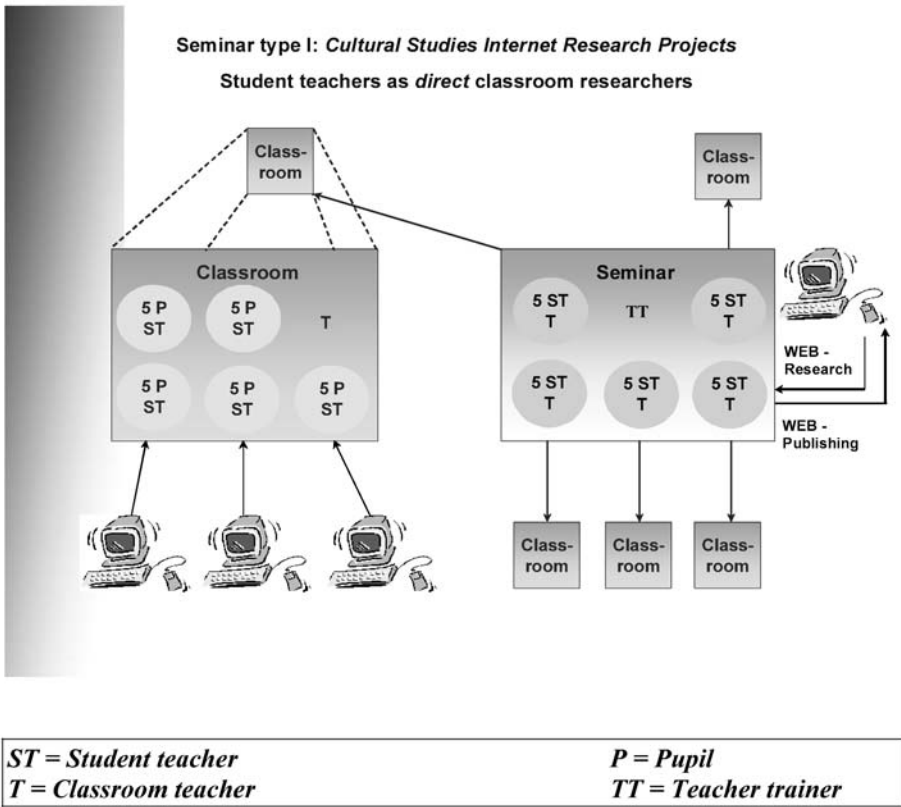 Seminar type I: Cultural Studies Internet Research Projects
Student teachers as direct classroom researchers
Class-
room
Class-
room
Classroom
5 P
ST
5 P
ST
T
5 P
ST
5 P
ST
5 P
ST
Seminar
5 ST
T
TT
5 ST
T
5 ST
T
5 ST
T
5 ST
T
WEB -
Research
WEB -
Publishing
Class-
room
Class-
room
Class-
room
ST = Student teacher
P = Pupil
T = Classroom teacher
TT = Teacher trainer